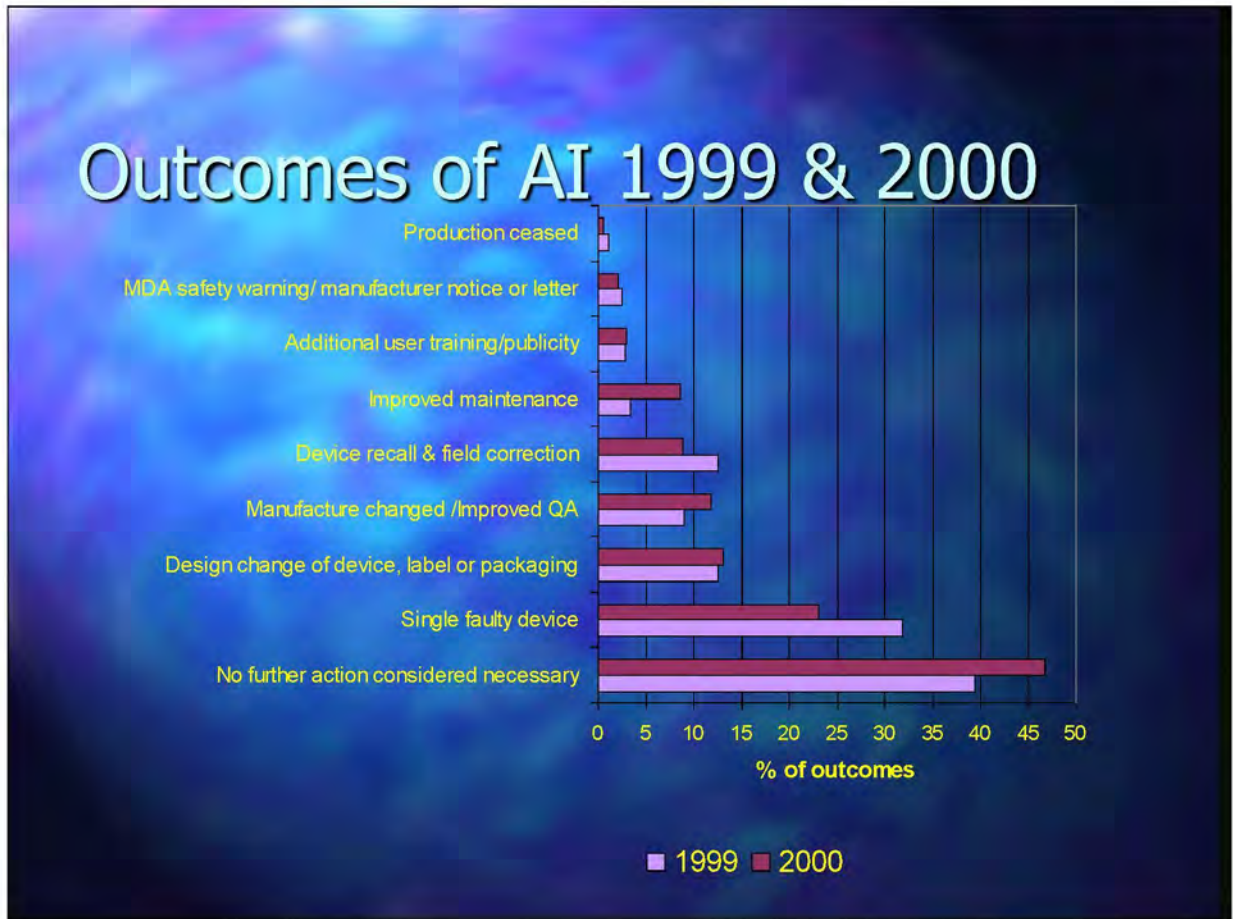 Outcomes of AI 1999 & 2000
Production ceased
MDA safety warning/ manufacturer notice or letter
Additional user training/publicity
Improved maintenance
Device recall & field correction
Manufacture changed /Improved QA
Design change of device, label or packaging
Single faulty device
No further action considered necessary
0 5 10 15 20 25 30 35 40 45 50
% of outcomes
1999 2000